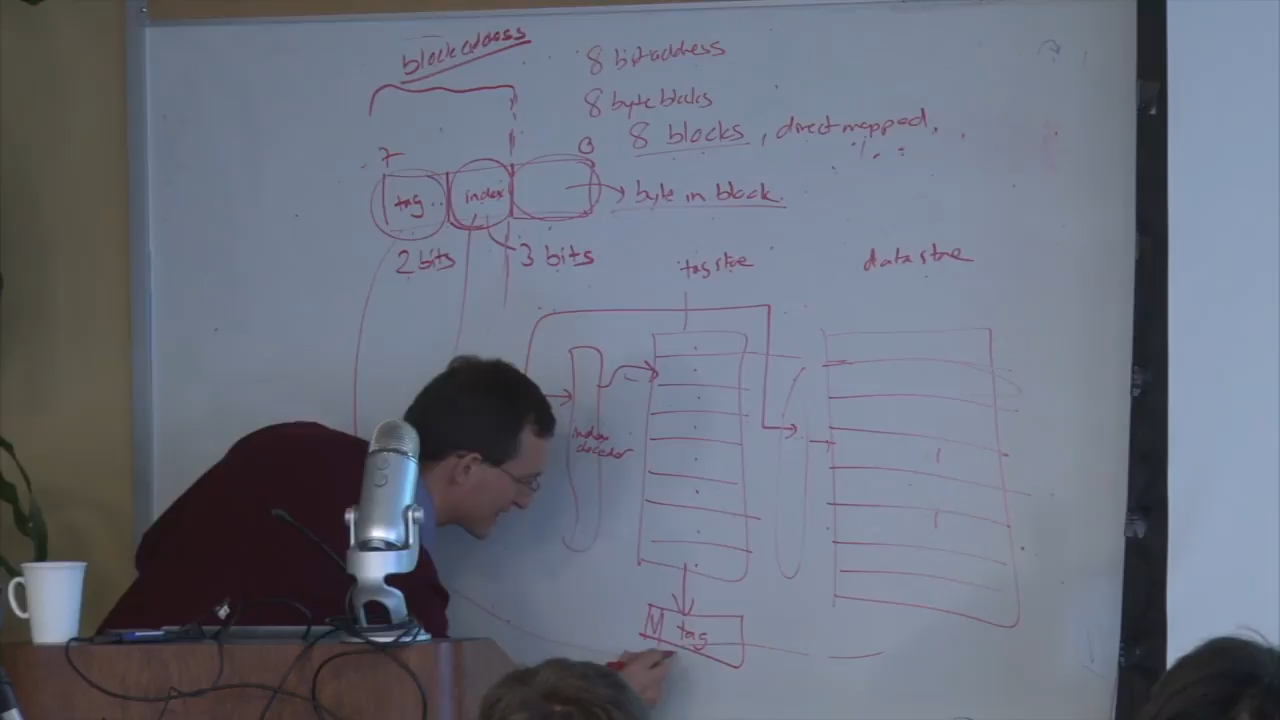 block address
8 bit address
8 byte blocks
8 blocks, direct mapped.
7
0
tag
index
byte in block.
2 bits
3 bits
tag store
data store
index
decoder
V tag